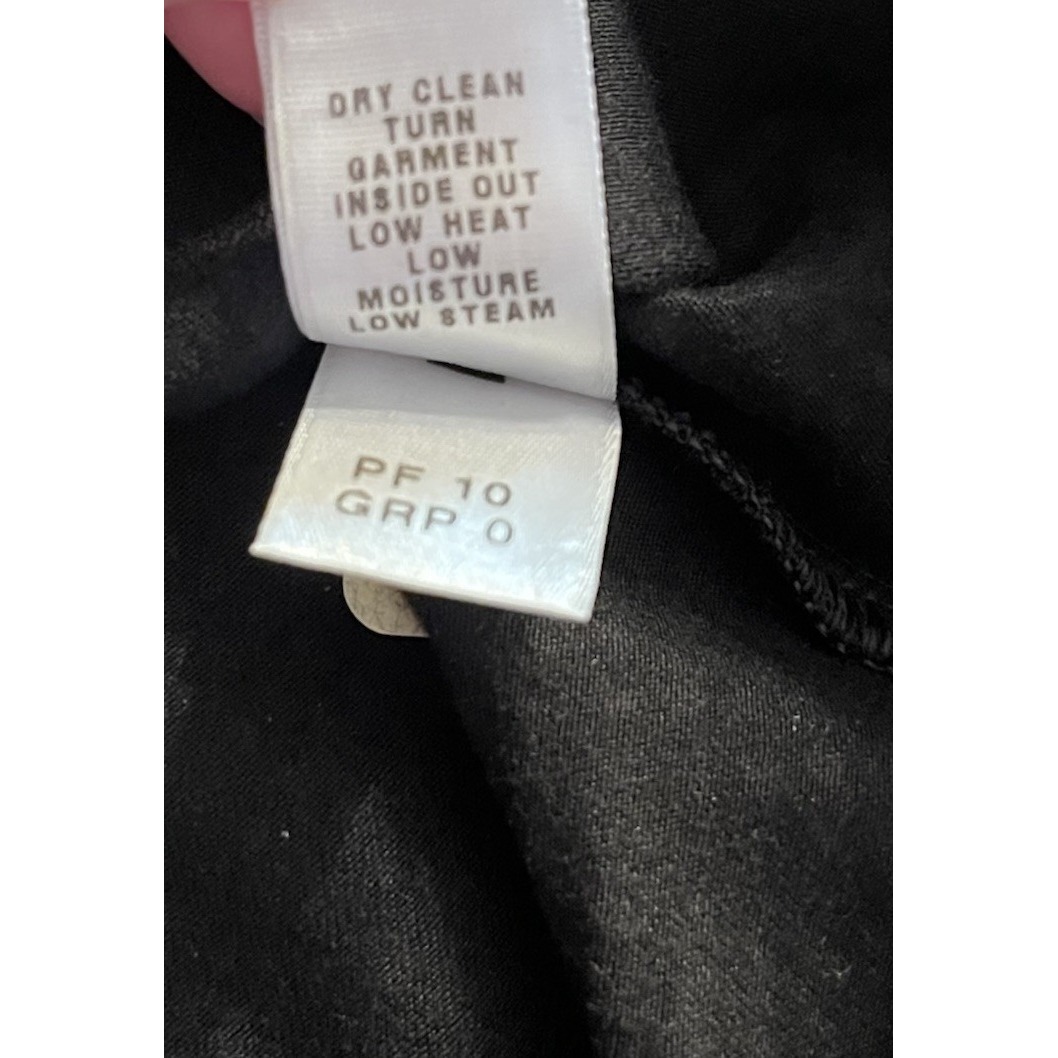 DRY CLEAN
TURN
GARMENT
INSIDE OUT
LOW HEAT
LOW
MOISTURE
LOW STEAM
PF 10
GRP 0